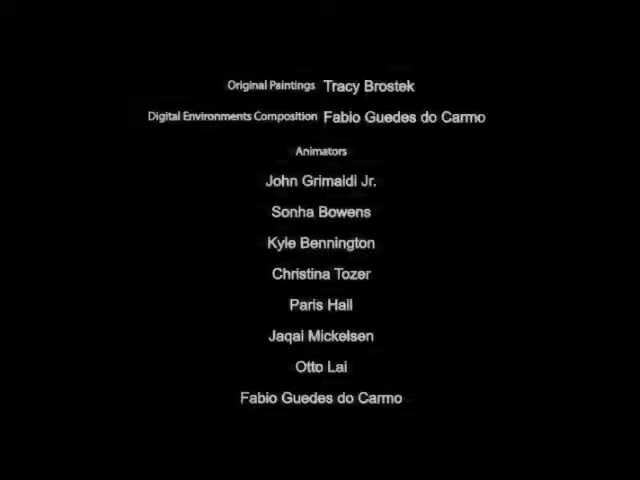 Original Paintings Tracy Brostek
Digital Environments Composition Fabio Guedes do Carmo
Animators
John Grimaldi Jr.
Sonha Bowens
Kyle Bennington
Christina Tozer
Paris Hall
Jaqai Mickelsen
Otto Lai
Fabio Guedes do Carmo